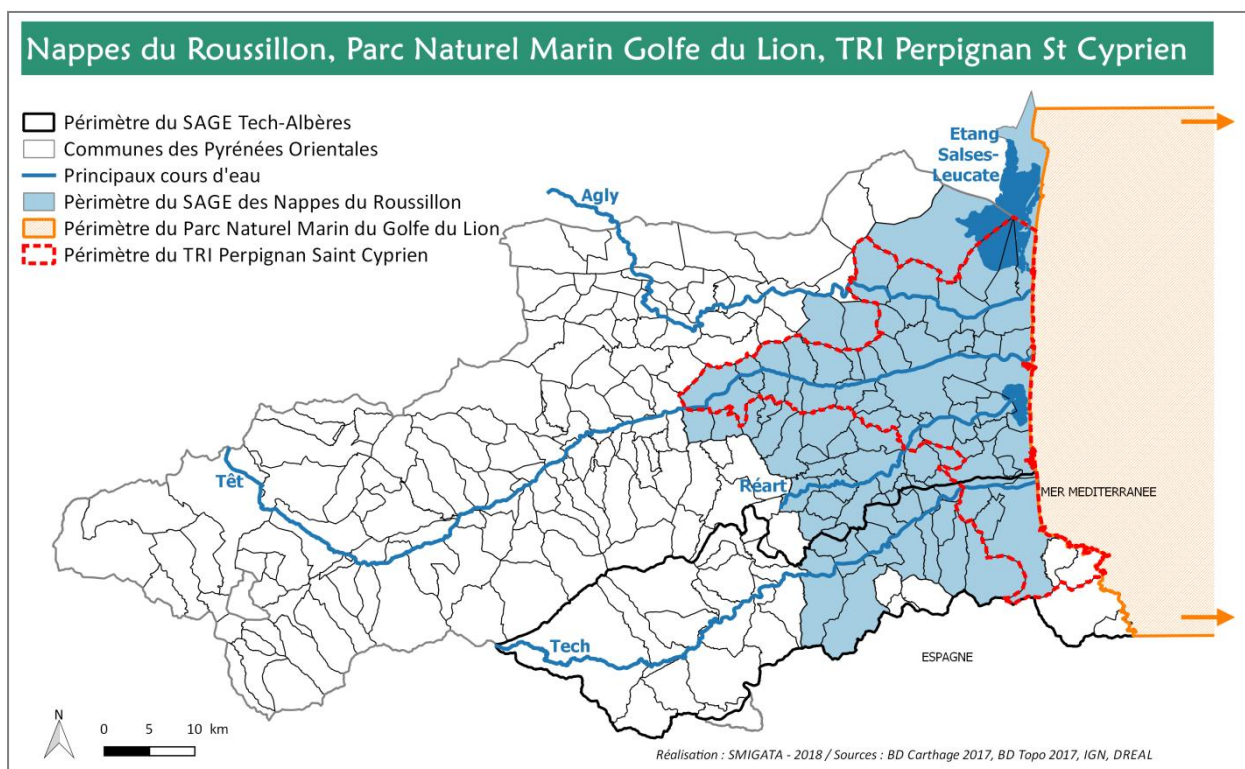 Nappes du Roussillon, Parc Naturel Marin Golfe du Lion, TRI Perpignan St Cyprien
Périmètre du SAGE Tech-Albères
Communes des Pyrénées Orientales
Principaux cours d'eau
Pèrimètre du SAGE des Nappes du Roussillon
Périmètre du Parc Naturel Marin du Golfe du Lion
Périmètre du TRI Perpignan Saint Cyprien
Etang
Salses-
Leucate
Agly
Têt
Réart
MER MEDITERRANEE
Tech
ESPAGNE
N
0 5 10 km
Réalisation : SMIGATA - 2018 / Sources : BD Carthage 2017, BD Topo 2017, IGN, DREAL